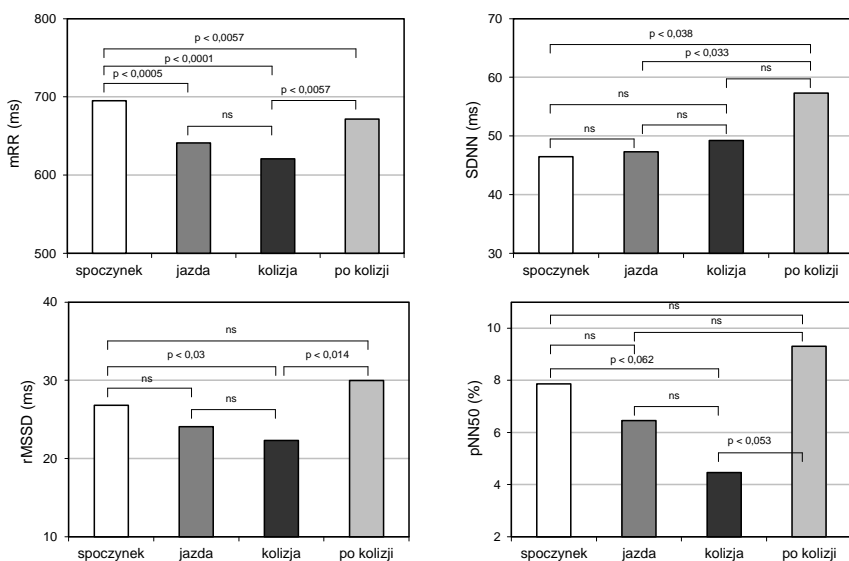 800
700
600
500
mRR (ms)
p < 0,0057
p < 0,0001
p < 0,0005
p < 0,0057
ns
spoczynek jazda kolizja po kolizji
70
60
50
40
30
SDNN (ms)
p < 0,038
p < 0,033
ns
ns
ns
ns
spoczynek jazda kolizja po kolizji
40
30
20
10
rMSSD (ms)
ns
p < 0,03
p < 0,014
ns
ns
spoczynek jazda kolizja po kolizji
10
8
6
4
2
pNN50 (%)
ns
ns
ns
p < 0,062
ns
p < 0,053
spoczynek jazda kolizja po kolizji